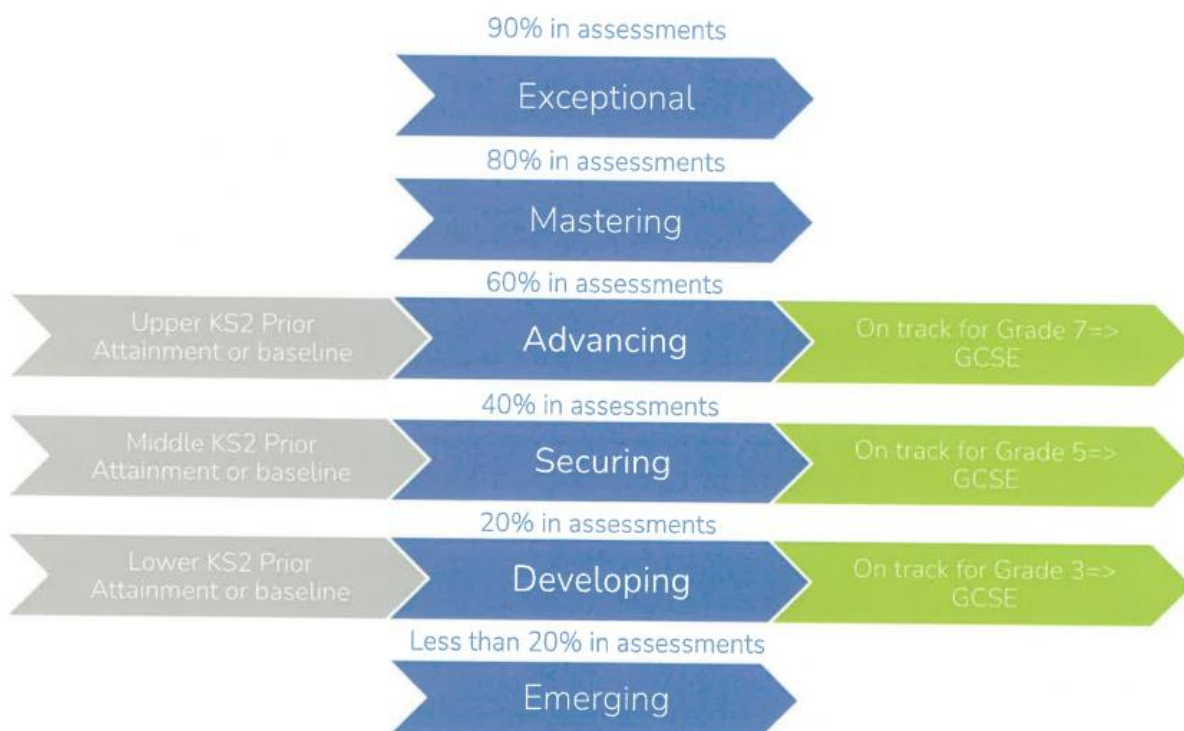 90% in assessments
Exceptional
80% in assessments
Mastering
60% in assessments
Upper KS2 Prior
Attainment or baseline
Advancing
On track for Grade 7=>
GCSE
40% in assessments
Middle KS2 Prior
Attainment or baseline
Securing
On track for Grade 5=>
GCSE
20% in assessments
Lower KS2 Prior
Attainment or baseline
Developing
On track for Grade 3=>
GCSE
Less than 20% in assessments
Emerging